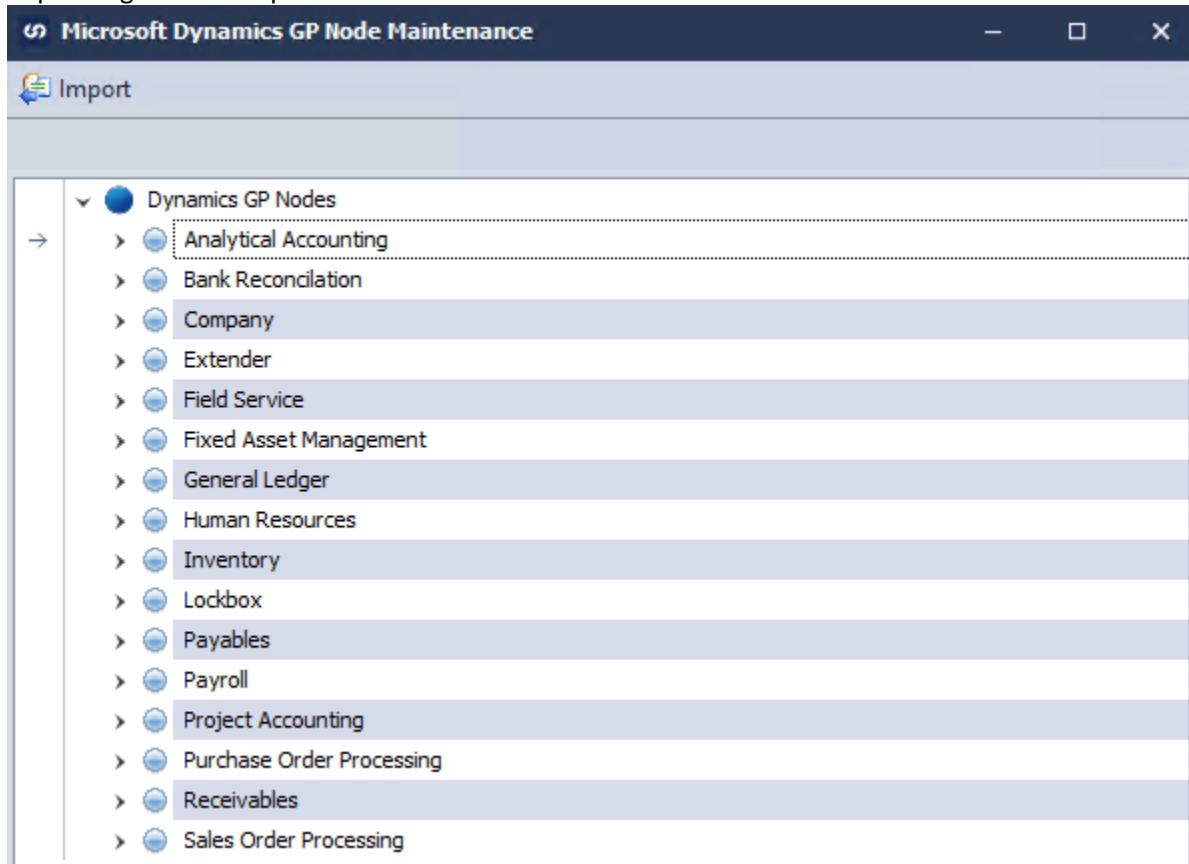 Microsoft Dynamics GP Node Maintenance
Import
Dynamics GP Nodes
Analytical Accounting
Bank Reconcilation
Company
Extender
Field Service
Fixed Asset Management
General Ledger
Human Resources
Inventory
Lockbox
Payables
Payroll
Project Accounting
Purchase Order Processing
Receivables
Sales Order Processing